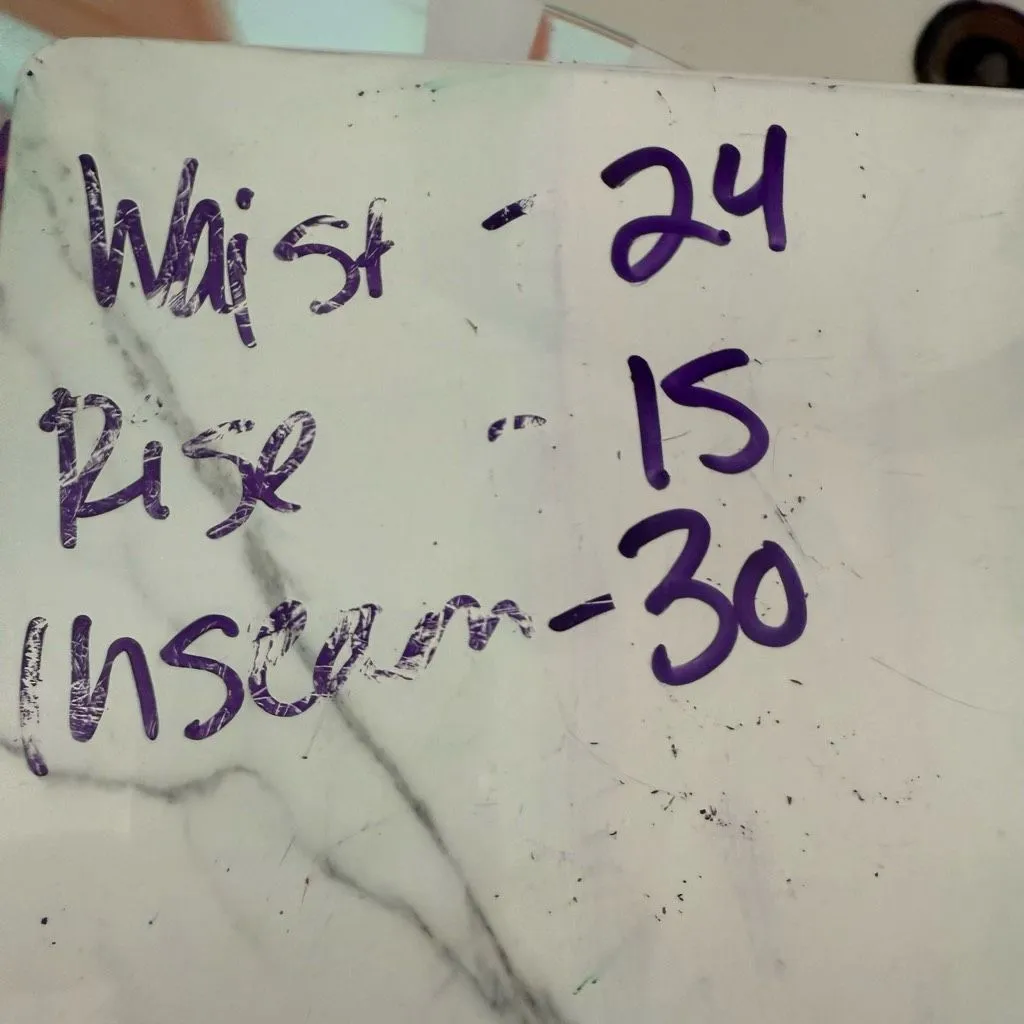 Waist - 24
Rise - 15
Inseam - 30